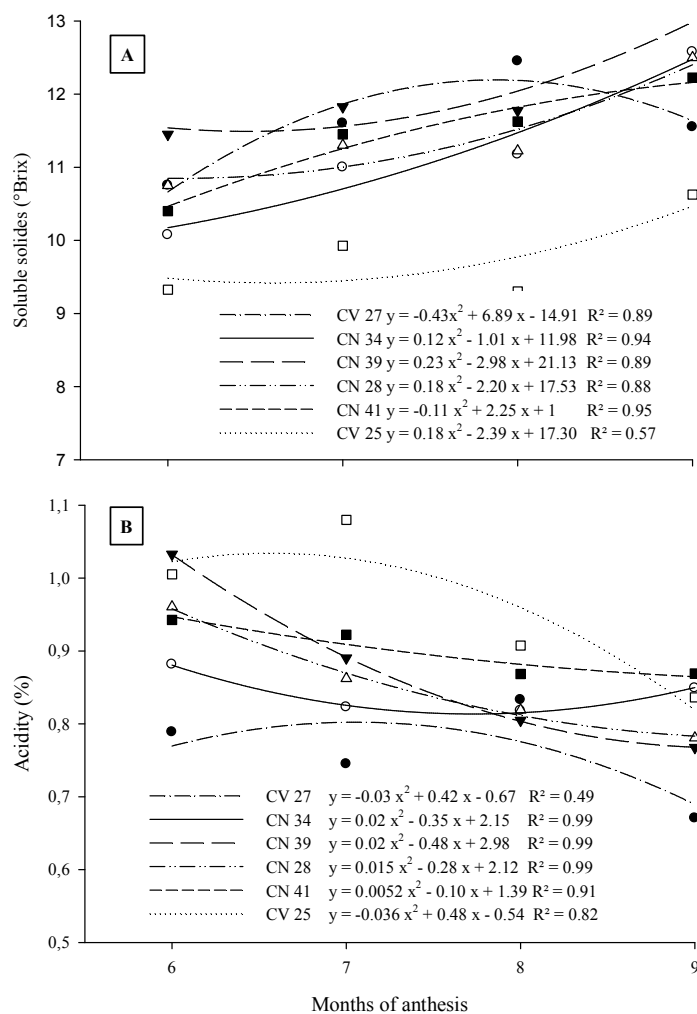 13
A
12
11
10
9
8
7
Soluble solides (°Brix)
CV 27 y = -0.43x² + 6.89 x - 14.91 R² = 0.89
CN 34 y = 0.12 x² - 1.01 x + 11.98 R² = 0.94
CN 39 y = 0.23 x² - 2.98 x + 21.13 R² = 0.89
CN 28 y = 0.18 x² - 2.20 x + 17.53 R² = 0.88
CN 41 y = -0.11 x² + 2.25 x + 1 R² = 0.95
CV 25 y = 0.18 x² - 2.39 x + 17.30 R² = 0.57
1,1
B
1,0
0,9
0,8
0,7
0,6
0,5
Acidity (%)
CV 27 y = -0.03 x² + 0.42 x - 0.67 R² = 0.49
CN 34 y = 0.02 x² - 0.35 x + 2.15 R² = 0.99
CN 39 y = 0.02 x² - 0.48 x + 2.98 R² = 0.99
CN 28 y = 0.015 x² - 0.28 x + 2.12 R² = 0.99
CN 41 y = 0.0052 x² - 0.10 x + 1.39 R² = 0.91
CV 25 y = -0.036 x² + 0.48 x - 0.54 R² = 0.82
6 7 8 9
Months of anthesis